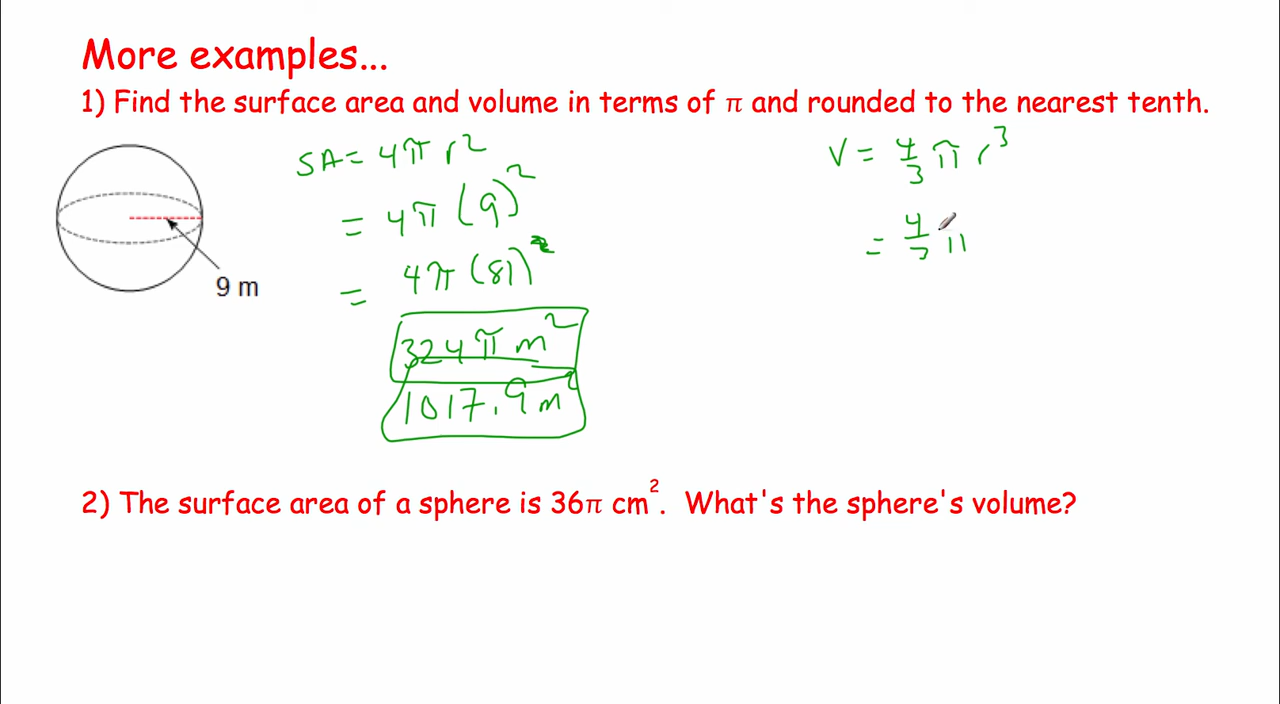 More examples...
1) Find the surface area and volume in terms of π and rounded to the nearest tenth.
9 m
SA = 4π r²
= 4π (9)²
= 4π (81)
324π m²
1017.9 m²
V = 4/3 π r³
= 4/3 π
2) The surface area of a sphere is 36π cm². What's the sphere's volume?